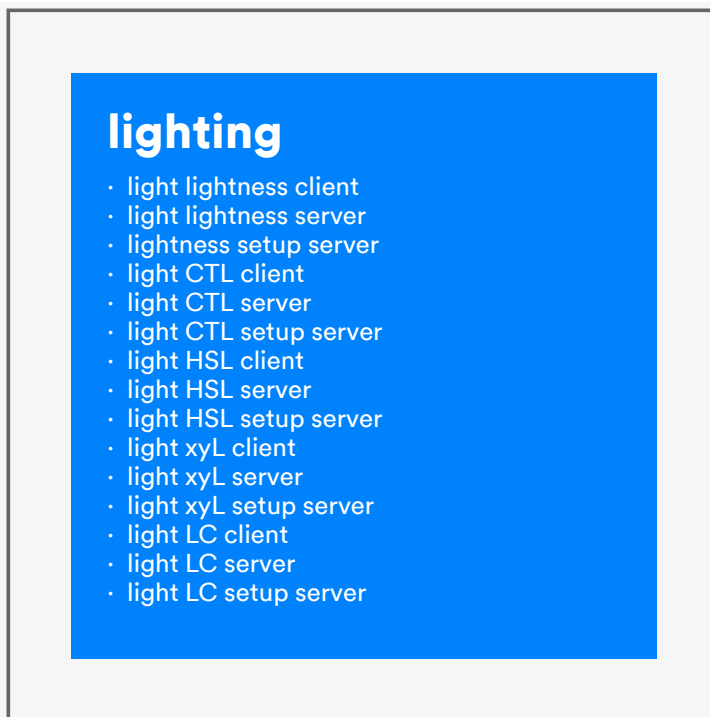 lighting
· light lightness client
· light lightness server
· lightness setup server
· light CTL client
· light CTL server
· light CTL setup server
· light HSL client
· light HSL server
· light HSL setup server
· light xyL client
· light xyL server
· light xyL setup server
· light LC client
· light LC server
· light LC setup server